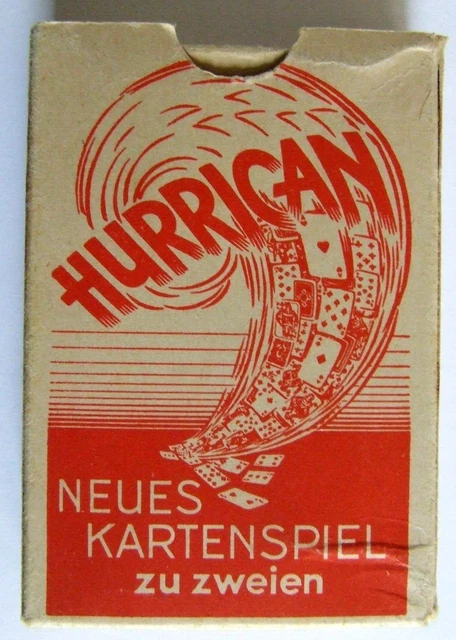 HURRICAN
NEUES
KARTENSPIEL
zu zweien